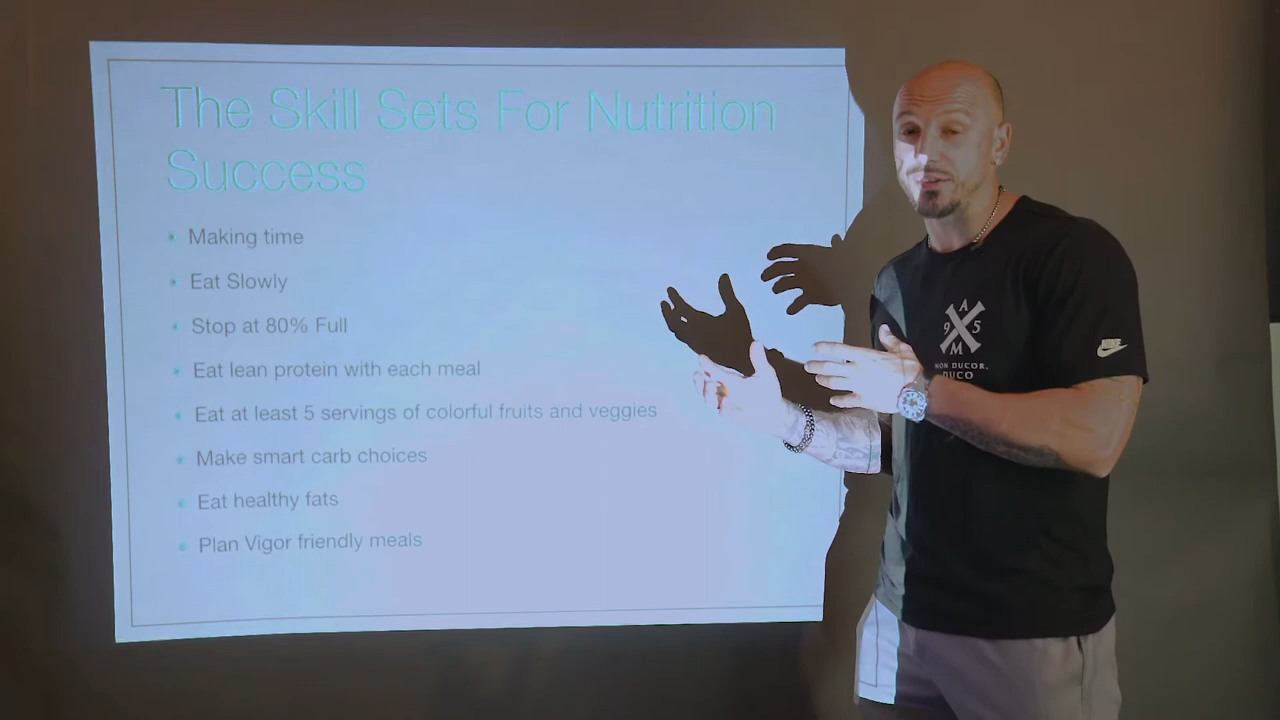 The Skill Sets For Nutrition
Success
• Making time
• Eat Slowly
• Stop at 80% Full
• Eat lean protein with each meal
• Eat at least 5 servings of colorful fruits and veggies
• Make smart carb choices
• Eat healthy fats
• Plan Vigor friendly meals
A
9 5
M
NON DUCOR,
DUCO
NIKE